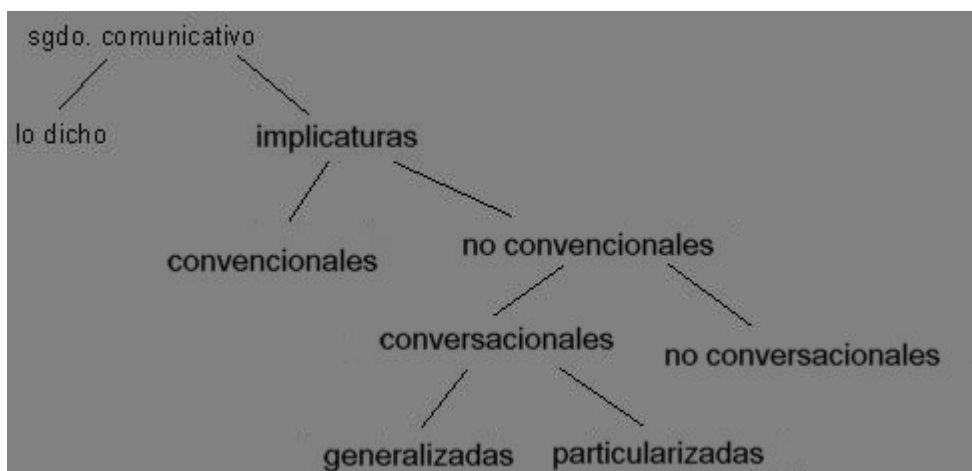 sgdo. comunicativo
lo dicho
implicaturas
convencionales
no convencionales
conversacionales
no conversacionales
generalizadas
particularizadas